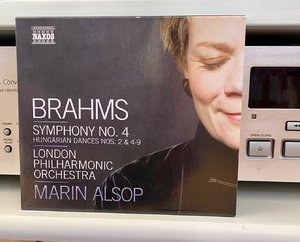 NAXOS
BRAHMS
SYMPHONY NO. 4
HUNGARIAN DANCES NOS. 2 & 4-9
LONDON
PHILHARMONIC
ORCHESTRA
MARIN ALSOP
OPEN/CLOSE